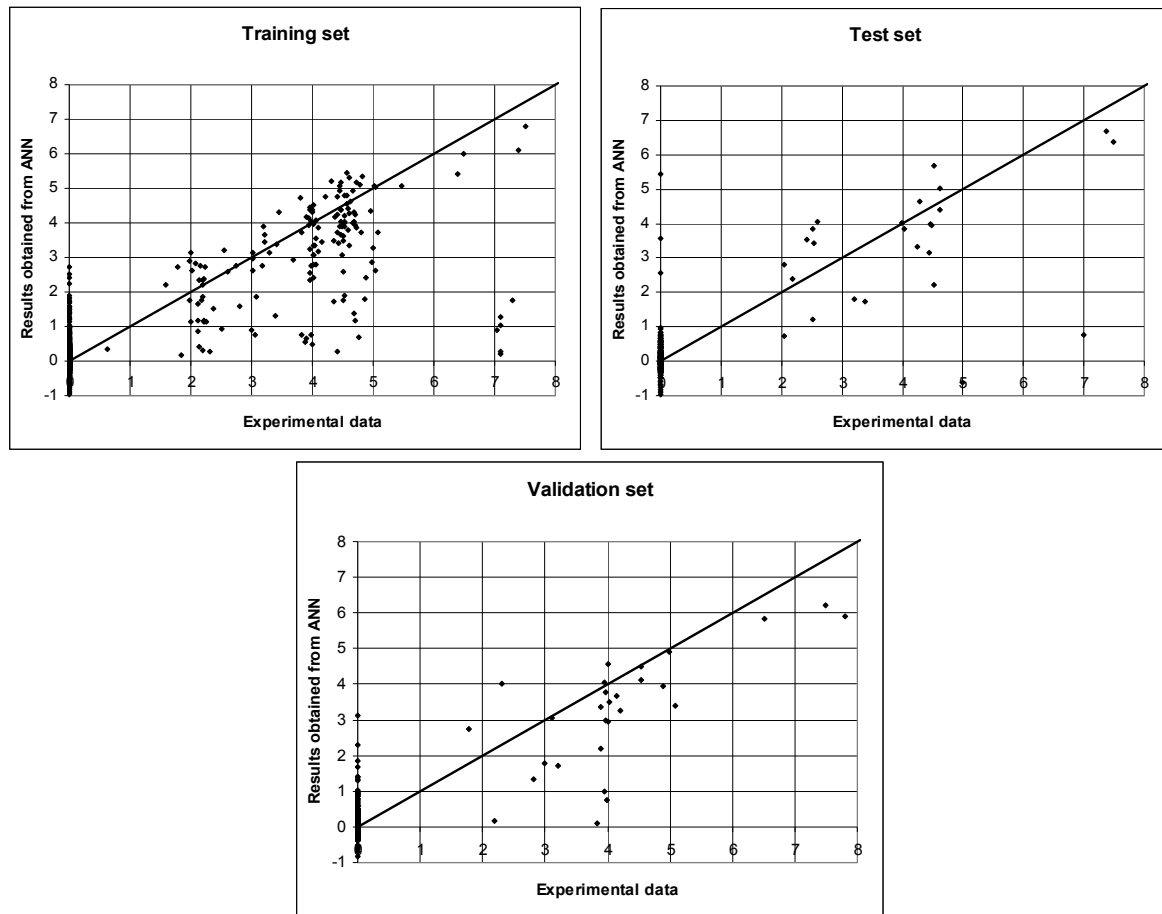 Training set
Results obtained from ANN
8
7
6
5
4
3
2
1
0
-1
0 1 2 3 4 5 6 7 8
Experimental data
Test set
Results obtained from ANN
8
7
6
5
4
3
2
1
0
-1
0 1 2 3 4 5 6 7 8
Experimental data
Validation set
Results obtained from ANN
8
7
6
5
4
3
2
1
0
-1
0 1 2 3 4 5 6 7 8
Experimental data